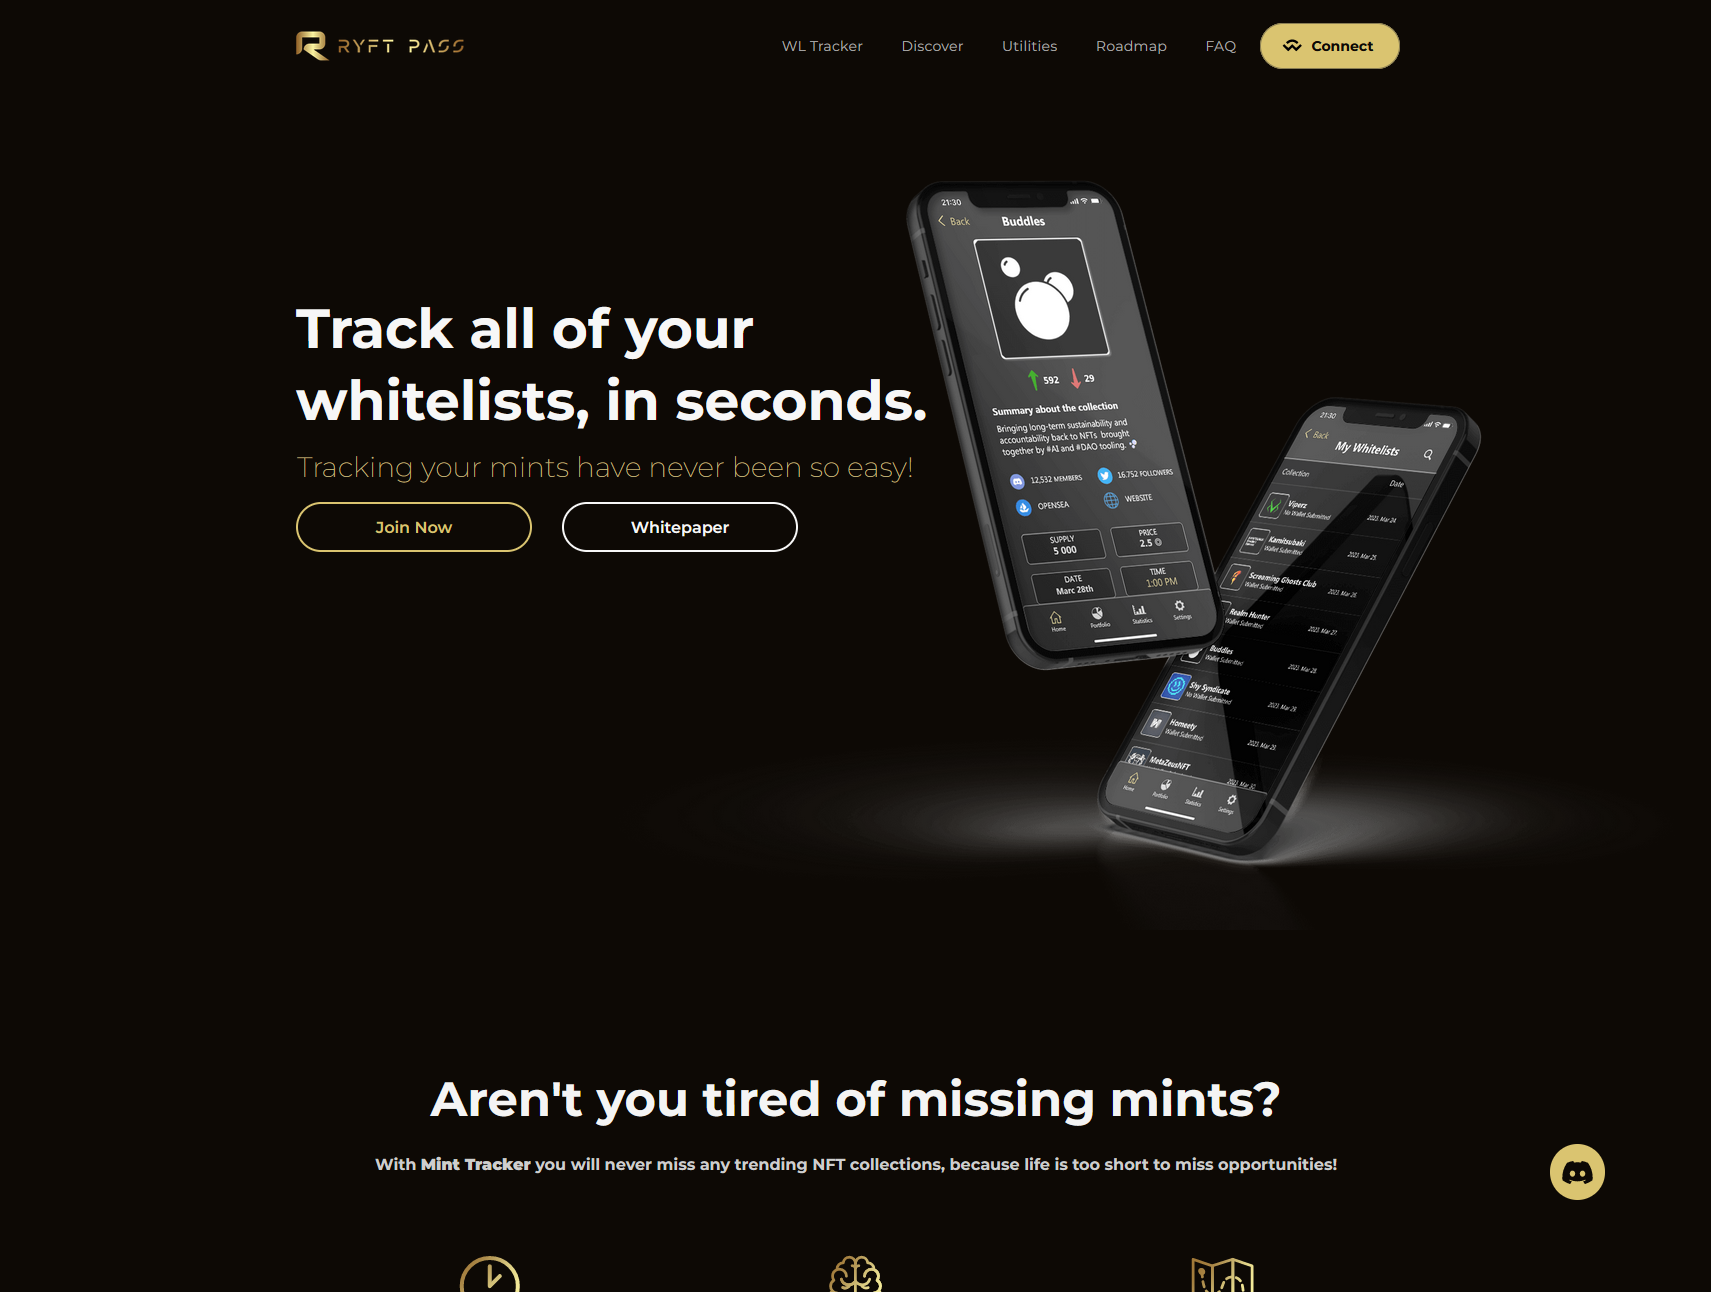 RYFT PASS
WL Tracker
Discover
Utilities
Roadmap
FAQ
Connect
Track all of your
whitelists, in seconds.
Tracking your mints have never been so easy!
Join Now
Whitepaper
21:30
Back
Buddles
592
29
Summary about the collection
Bringing long-term sustainability and
accountability back to NFTs brought
together by #AI and #DAO tooling.
12,532 MEMBERS
16.752 FOLLOWERS
OPENSEA
WEBSITE
SUPPLY
5 000
PRICE
2.5
DATE
Marc 28th
TIME
1:00 PM
Home
Portfolio
Statistics
Settings
21:30
Back
My Whitelists
Collection
Date
Viperz
No Wallet Submitted
2023. Mar 24.
Kamitsubaki
Wallet Submitted
2023. Mar 25.
Screaming Ghosts Club
Wallet Submitted
2023. Mar 26.
Realm Hunter
Wallet Submitted
2023. Mar 27.
Buddles
Wallet Submitted
2023. Mar 28.
Shy Syndicate
No Wallet Submitted
2023. Mar 29.
Homeety
Wallet Submitted
2023. Mar 29.
MetaZeusNFT
2023. Mar 30.
Home
Portfolio
Statistics
Settings
Aren't you tired of missing mints?
With Mint Tracker you will never miss any trending NFT collections, because life is too short to miss opportunities!